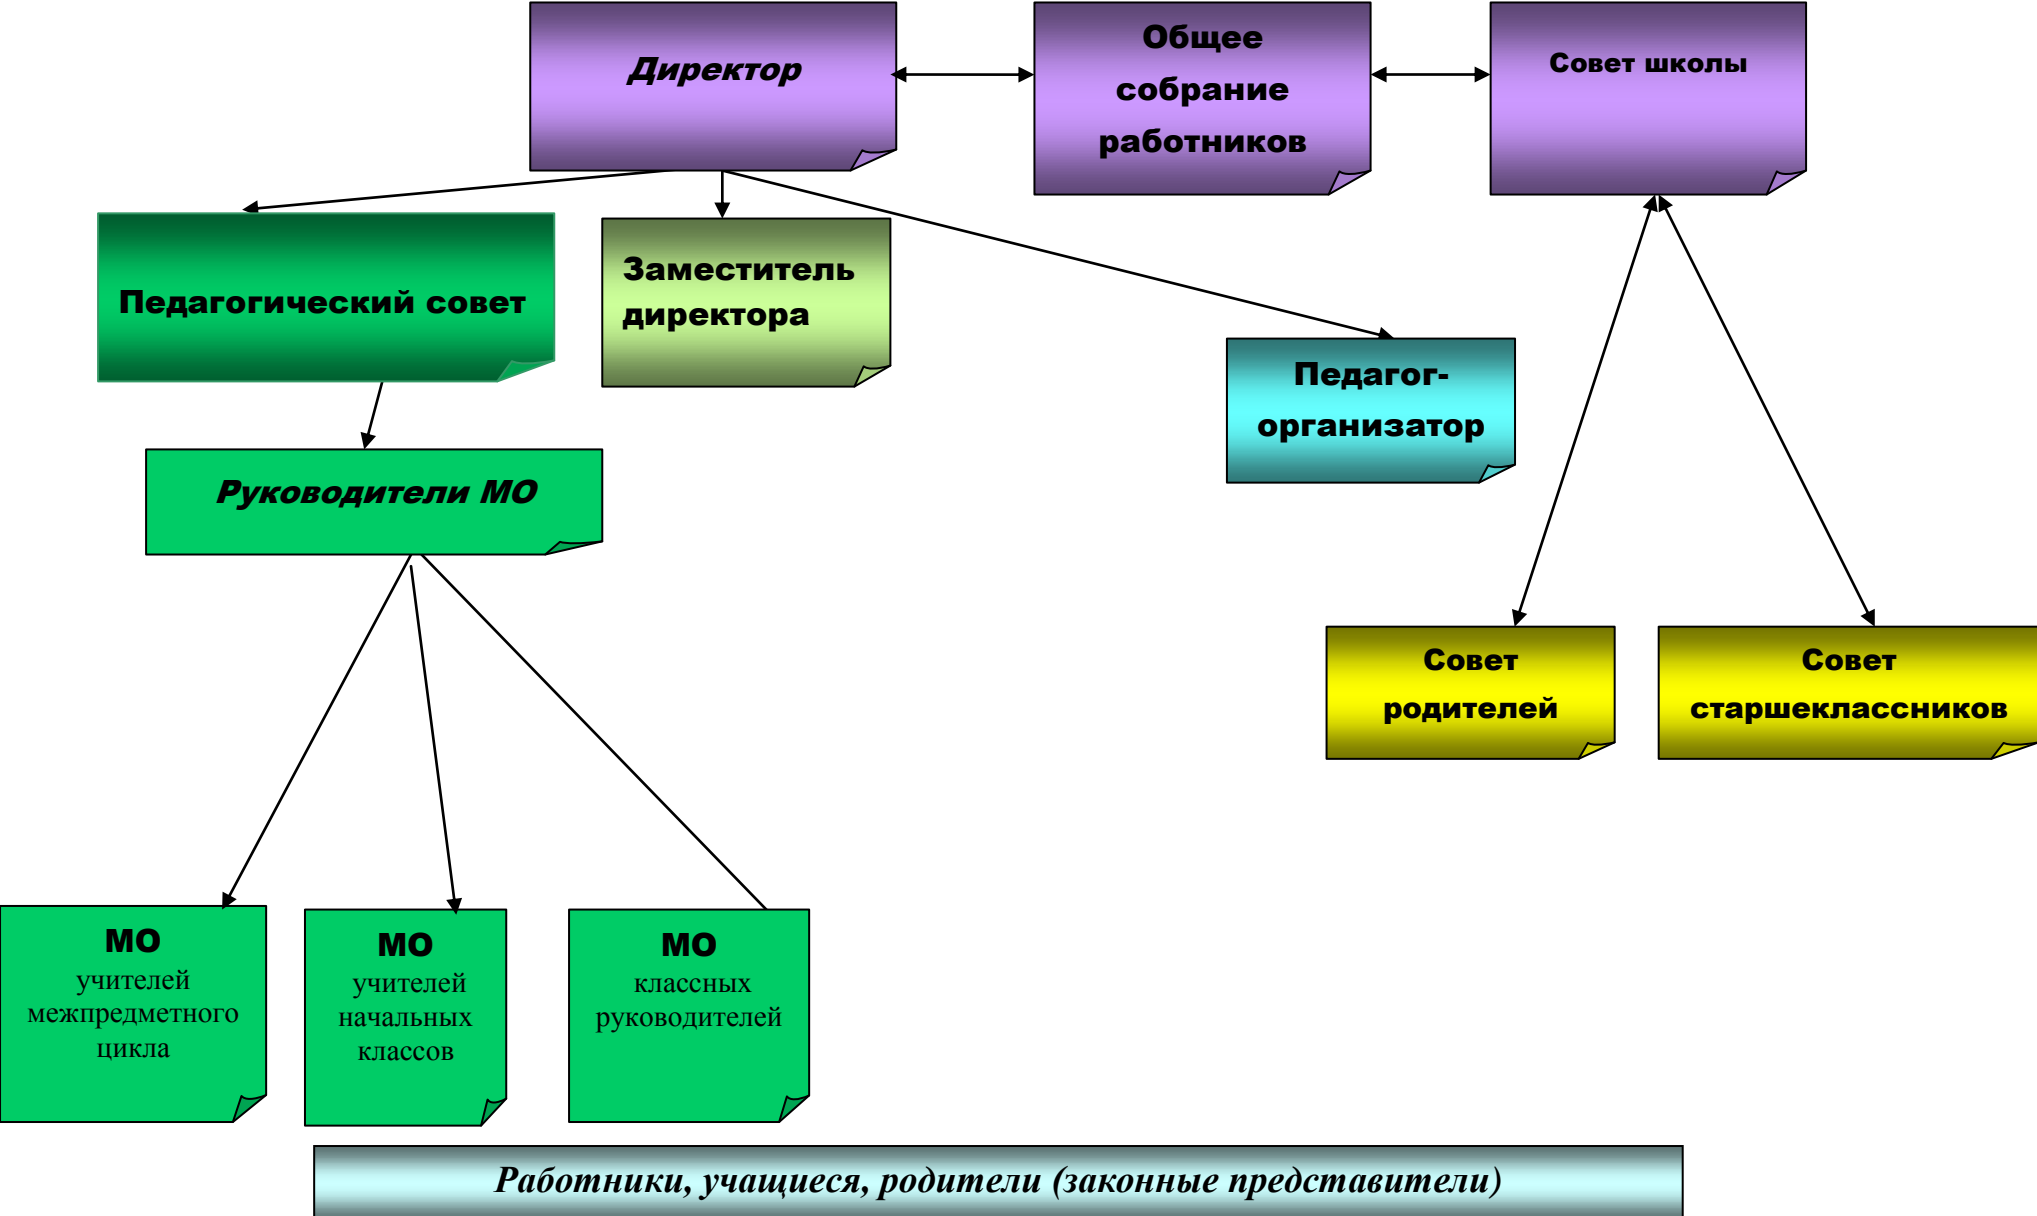 Директор
Общее
собрание
работников
Совет школы
Педагогический совет
Заместитель
директора
Педагог-
организатор
Руководители МО
Совет
родителей
Совет
старшеклассников
МО
учителей
межпредметного
цикла
МО
учителей
начальных
классов
МО
классных
руководителей
Работники, учащиеся, родители (законные представители)